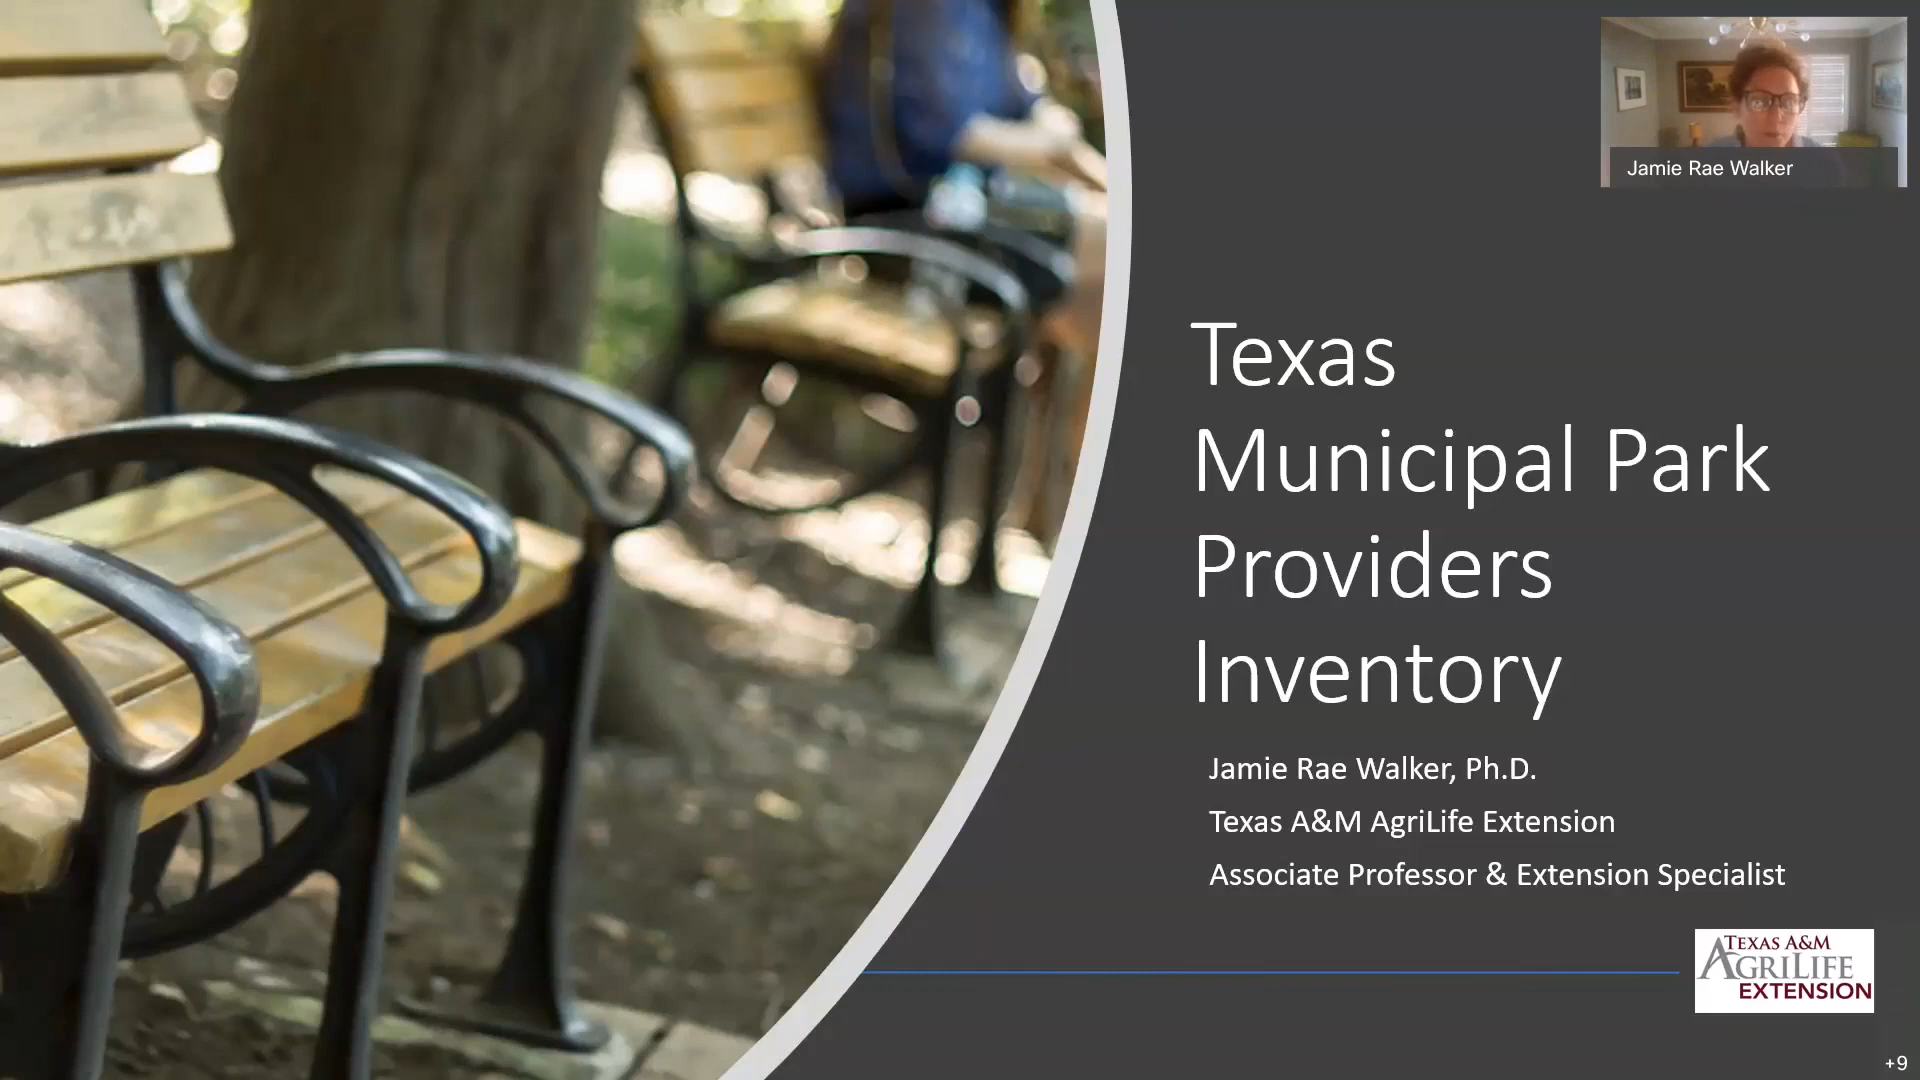 Jamie Rae Walker
Texas
Municipal Park
Providers
Inventory
Jamie Rae Walker, Ph.D.
Texas A&M AgriLife Extension
Associate Professor & Extension Specialist
TEXAS A&M
AGRILIFE
EXTENSION
+9